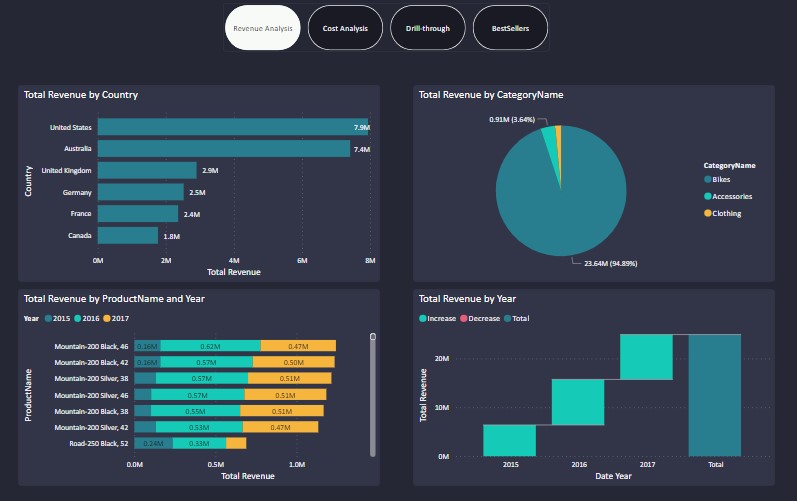 Revenue Analysis Cost Analysis Drill-through BestSellers
Total Revenue by Country
Country
United States 7.9M
Australia 7.4M
United Kingdom 2.9M
Germany 2.5M
France 2.4M
Canada 1.8M
0M 2M 4M 6M 8M
Total Revenue
Total Revenue by CategoryName
0.91M (3.64%)
23.64M (94.89%)
CategoryName
Bikes
Accessories
Clothing
Total Revenue by ProductName and Year
Year 2015 2016 2017
ProductName
Mountain-200 Black, 46 0.16M 0.62M 0.47M
Mountain-200 Black, 42 0.16M 0.57M 0.50M
Mountain-200 Silver, 38 0.57M 0.51M
Mountain-200 Silver, 46 0.57M 0.51M
Mountain-200 Black, 38 0.55M 0.51M
Mountain-200 Silver, 42 0.53M 0.47M
Road-250 Black, 52 0.24M 0.33M
0.0M 0.5M 1.0M
Total Revenue
Total Revenue by Year
Increase Decrease Total
Total Revenue
20M
10M
0M
2015 2016 2017 Total
Date Year